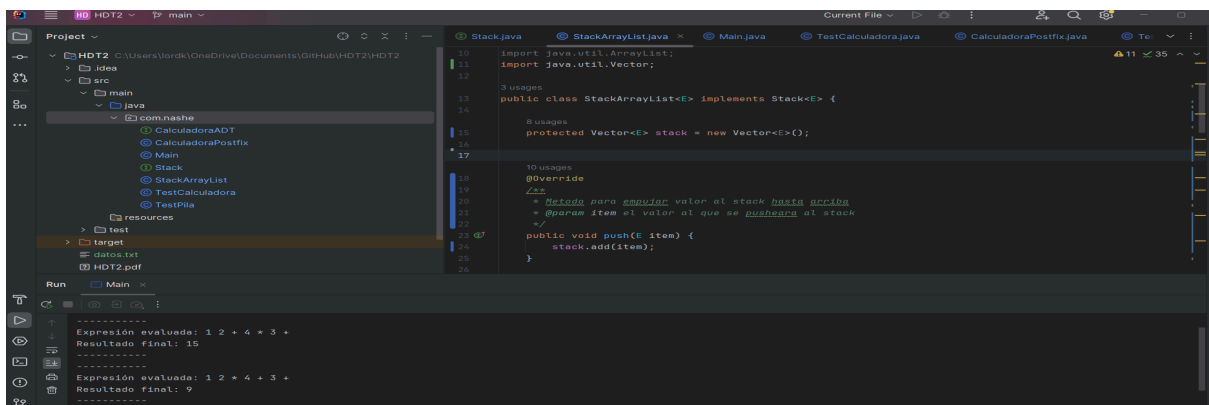 HD HDT2 main Current File
Project
HDT2 C:\Users\lordk\OneDrive\Documents\GitHub\HDT2\HDT2
.idea
src
main
java
com.nashe
CalculadoraADT
CalculadoraPostfix
Main
Stack
StackArrayList
TestCalculadora
TestPila
resources
test
target
datos.txt
HDT2.pdf
Stack.java StackArrayList.java Main.java TestCalculadora.java CalculadoraPostfix.java
11 35
10 import java.util.ArrayList;
11 import java.util.Vector;
12
3 usages
13 public class StackArrayList<E> implements Stack<E> {
14
8 usages
15 protected Vector<E> stack = new Vector<E>();
16
17
10 usages
18 @Override
19 /**
20 * Metodo para empujar valor al stack hasta arriba
21 * @param item el valor al que se pusheara al stack
22 */
23 public void push(E item) {
24 stack.add(item);
25 }
26
Run Main
-----------
Expresión evaluada: 1 2 + 4 * 3 +
Resultado final: 15
-----------
-----------
Expresión evaluada: 1 2 * 4 + 3 +
Resultado final: 9
-----------